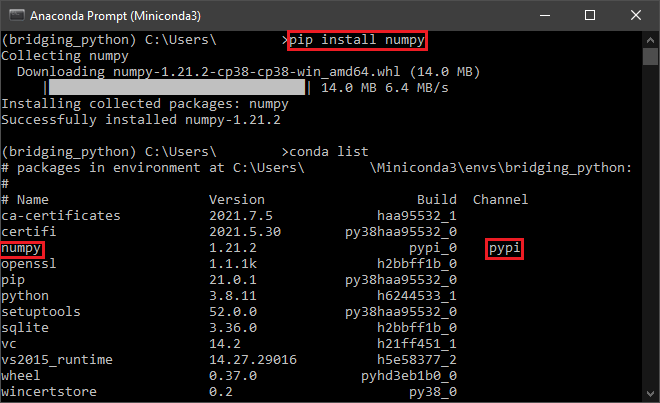 Anaconda Prompt (Miniconda3)
(bridging_python) C:\Users\ >pip install numpy
Collecting numpy
Downloading numpy-1.21.2-cp38-cp38-win_amd64.whl (14.0 MB)
| | 14.0 MB 6.4 MB/s
Installing collected packages: numpy
Successfully installed numpy-1.21.2
(bridging_python) C:\Users\ >conda list
# packages in environment at C:\Users\ \Miniconda3\envs\bridging_python:
#
# Name Version Build Channel
ca-certificates 2021.7.5 haa95532_1
certifi 2021.5.30 py38haa95532_0
numpy 1.21.2 pypi_0 pypi
openssl 1.1.1k h2bbff1b_0
pip 21.0.1 py38haa95532_0
python 3.8.11 h6244533_1
setuptools 52.0.0 py38haa95532_0
sqlite 3.36.0 h2bbff1b_0
vc 14.2 h21ff451_1
vs2015_runtime 14.27.29016 h5e58377_2
wheel 0.37.0 pyhd3eb1b0_0
wincertstore 0.2 py38_0